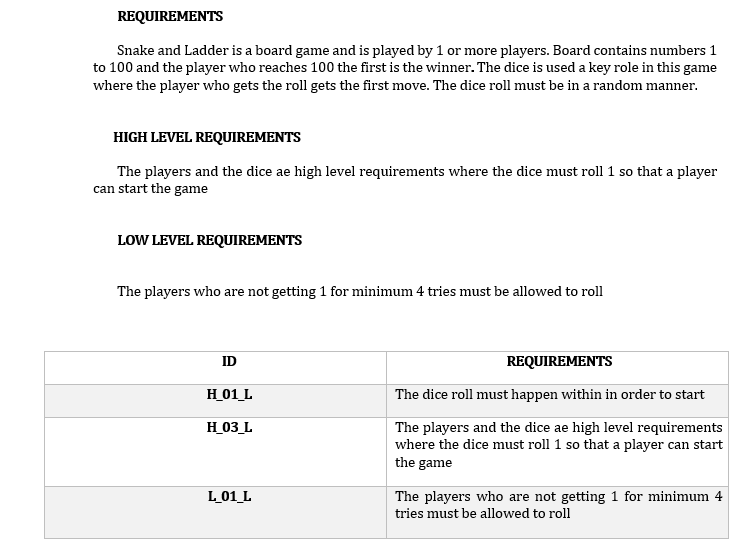 REQUIREMENTS
Snake and Ladder is a board game and is played by 1 or more players. Board contains numbers 1
to 100 and the player who reaches 100 the first is the winner. The dice is used a key role in this game
where the player who gets the roll gets the first move. The dice roll must be in a random manner.
HIGH LEVEL REQUIREMENTS
The players and the dice ae high level requirements where the dice must roll 1 so that a player
can start the game
LOW LEVEL REQUIREMENTS
The players who are not getting 1 for minimum 4 tries must be allowed to roll
ID REQUIREMENTS
H_01_L The dice roll must happen within in order to start
H_03_L The players and the dice ae high level requirements
where the dice must roll 1 so that a player can start
the game
L_01_L The players who are not getting 1 for minimum 4
tries must be allowed to roll